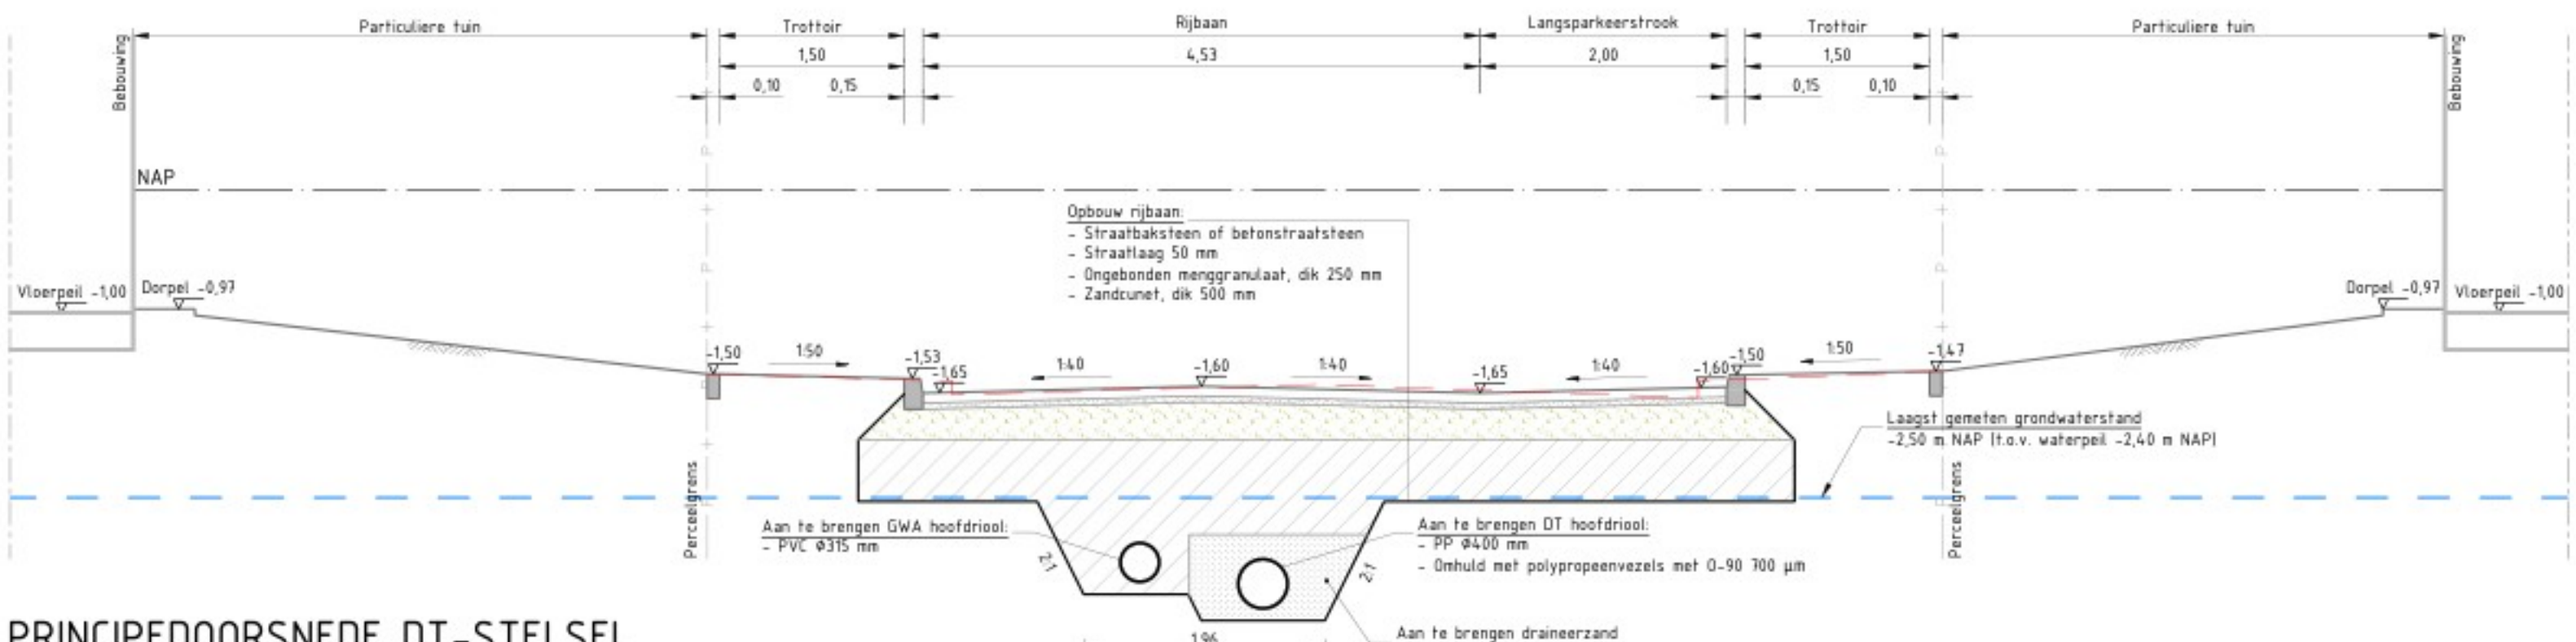 Particuliere tuin
Trottoir
Rijbaan
Langsparkeerstrook
Trottoir
Particuliere tuin
1,50
4,53
2,00
1,50
0,10
0,15
0,15
0,10
Bebouwing
Bebouwing
P
P
NAP
P
P
Opbouw rijbaan:
- Straatbaksteen of betonstraatsteen
- Straatlaag 50 mm
- Ongebonden menggranulaat, dik 250 mm
- Zandcunet, dik 500 mm
Vloerpeil -1,00
Dorpel -0,97
Dorpel -0,97
Vloerpeil -1,00
-1,50
1:50
-1,53
-1,65
1:40
-1,60
1:40
-1,65
1:40
-1,60
-1,50
1:50
-1,47
Laagst gemeten grondwaterstand
-2,50 m NAP (t.o.v. waterpeil -2,40 m NAP)
Perceelgrens
Perceelgrens
Aan te brengen GWA hoofdriool:
- PVC Ø315 mm
Aan te brengen DT hoofdriool:
- PP Ø400 mm
- Omhuld met polypropeenvezels met O-90 700 µm
2:1
2:1
PRINCIPEDOORSNEDE DT-STELSEL
1,96
Aan te brengen draineerzand